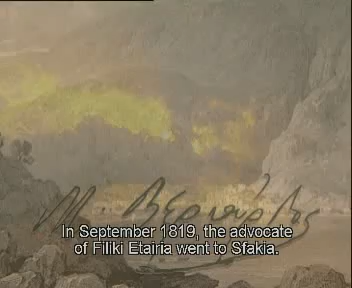 In September 1819, the advocate
of Filiki Etairia went to Sfakia.